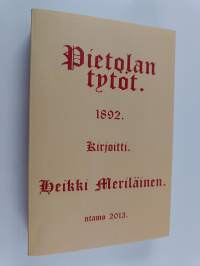 Pietolan
tytöt.
1892.
Kirjoitti.
Heikki Meriläinen.
ntamo 2013.